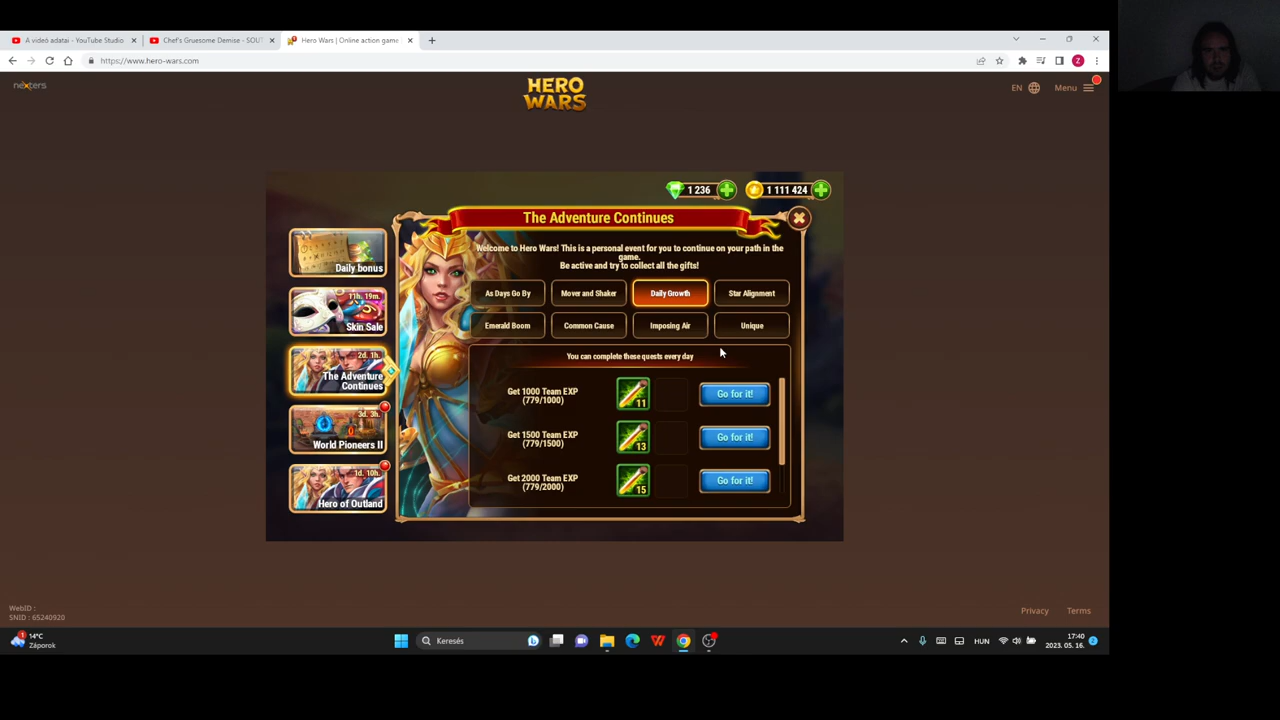 A videó adatai - YouTube Studio
Chef's Gruesome Demise - SOUT
Hero Wars | Online action game
https://www.hero-wars.com
nexters
HERO
WARS
EN
Menu
1 236
1 111 424
The Adventure Continues
Welcome to Hero Wars! This is a personal event for you to continue on your path in the
game.
Be active and try to collect all the gifts!
Daily bonus
11h. 19m.
Skin Sale
2d. 1h.
The Adventure
Continues
3d. 3h.
World Pioneers II
1d. 10h.
Hero of Outland
As Days Go By
Mover and Shaker
Daily Growth
Star Alignment
Emerald Boom
Common Cause
Imposing Air
Unique
You can complete these quests every day
Get 1000 Team EXP
(779/1000)
11
Go for it!
Get 1500 Team EXP
(779/1500)
13
Go for it!
Get 2000 Team EXP
(779/2000)
15
Go for it!
WebID :
SNID : 65240920
Privacy
Terms
1
14°C
Záporok
Keresés
HUN
17:40
2023. 05. 16.
2
Z